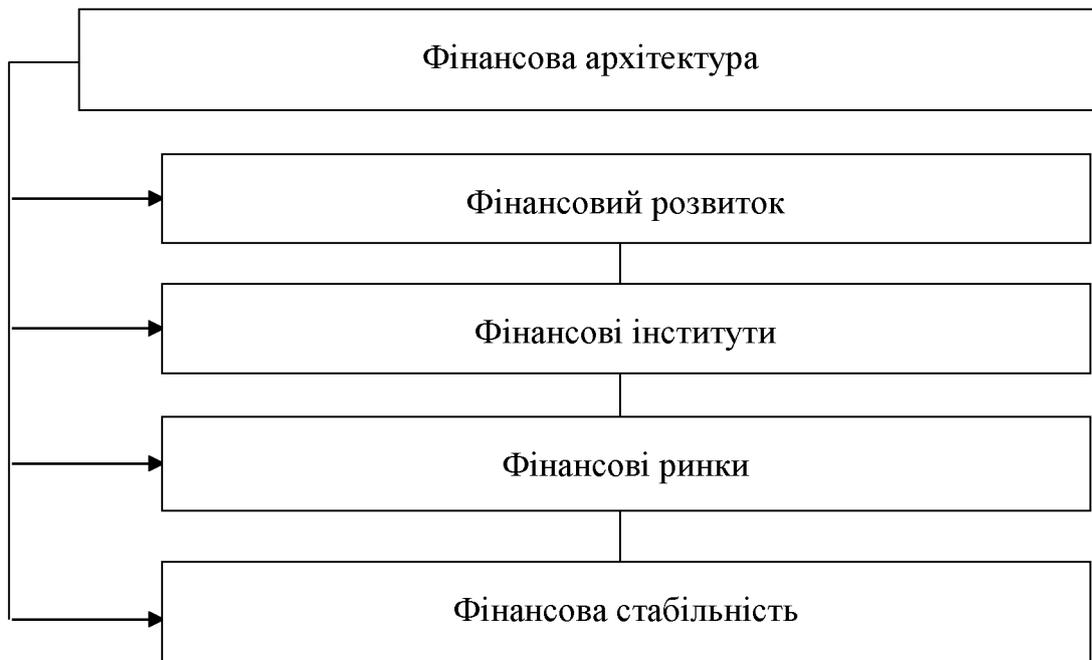 Фінансова архітектура
Фінансовий розвиток
Фінансові інститути
Фінансові ринки
Фінансова стабільність